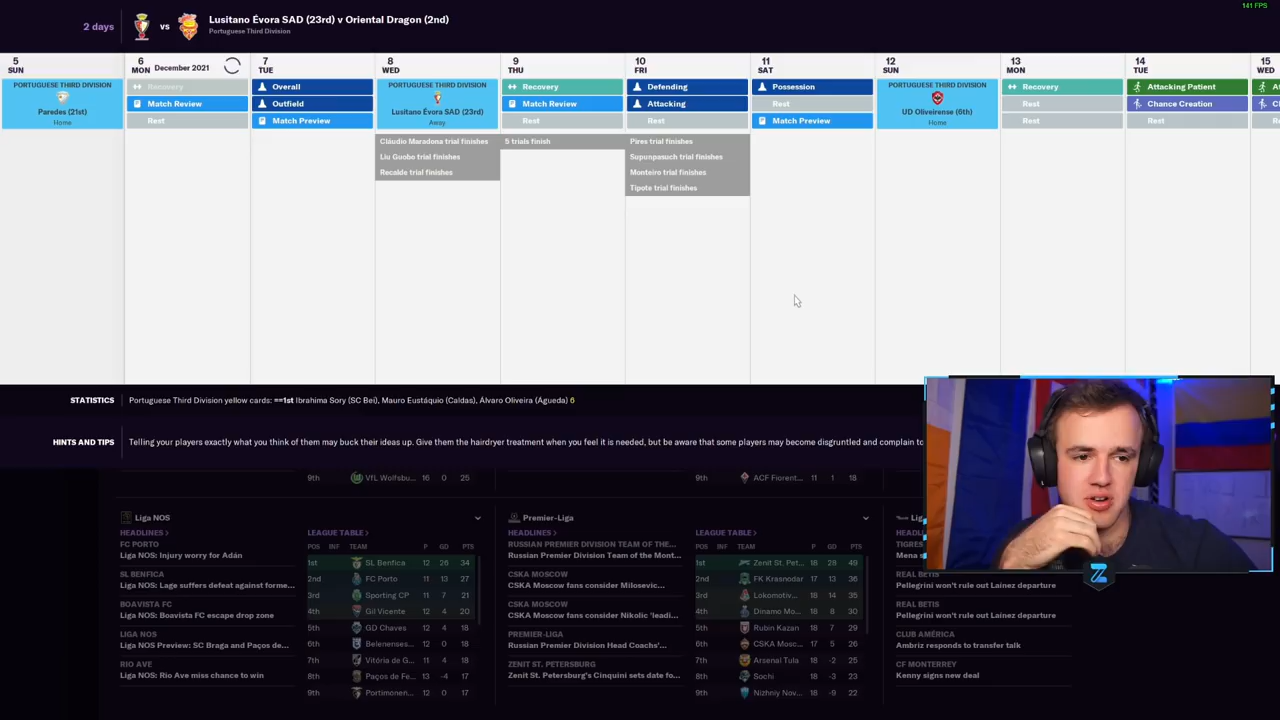 141 FPS
2 days
vs
Lusitano Évora SAD (23rd) v Oriental Dragon (2nd)
Portuguese Third Division
5 SUN
6 MON December 2021
7 TUE
8 WED
9 THU
10 FRI
11 SAT
12 SUN
13 MON
14 TUE
15 WED
PORTUGUESE THIRD DIVISION
Paredes (21st)
Home
Recovery
Match Review
Rest
Overall
Outfield
Match Preview
PORTUGUESE THIRD DIVISION
Lusitano Évora SAD (23rd)
Away
Recovery
Match Review
Rest
Defending
Attacking
Rest
Possession
Rest
Match Preview
PORTUGUESE THIRD DIVISION
UD Oliveirense (6th)
Home
Recovery
Rest
Rest
Attacking Patient
Chance Creation
Rest
Rest
Cláudio Maradona trial finishes
Liu Guobo trial finishes
Recalde trial finishes
5 trials finish
Pires trial finishes
Supunpasuch trial finishes
Monteiro trial finishes
Tipote trial finishes
STATISTICS Portuguese Third Division yellow cards: ==1st Ibrahima Sory (SC Bei), Mauro Eustáquio (Caldas), Álvaro Oliveira (Águeda) 6
HINTS AND TIPS Telling your players exactly what you think of them may buck their ideas up. Give them the hairdryer treatment when you feel it is needed, but be aware that some players may become disgruntled and complain to
9th VfL Wolfsbu... 16 0 25
9th ACF Fiorent... 11 1 18
Liga NOS
HEADLINES >
FC PORTO
Liga NOS: Injury worry for Adán
SL BENFICA
Liga NOS: Lage suffers defeat against forme...
BOAVISTA FC
Liga NOS: Boavista FC escape drop zone
LIGA NOS
Liga NOS Preview: SC Braga and Paços de...
RIO AVE
Liga NOS: Rio Ave miss chance to win
LEAGUE TABLE >
POS INF TEAM P GD PTS
1st SL Benfica 12 26 34
2nd FC Porto 11 13 27
3rd Sporting CP 11 7 21
4th Gil Vicente 12 4 20
5th GD Chaves 12 4 18
6th Belenenses... 12 0 18
7th Vitória de G... 11 4 18
8th Paços de Fe... 13 -4 17
9th Portimonen... 12 0 17
Premier-Liga
HEADLINES >
RUSSIAN PREMIER DIVISION TEAM OF THE...
Russian Premier Division Team of the Mont...
CSKA MOSCOW
CSKA Moscow fans consider Milosevic...
CSKA MOSCOW
CSKA Moscow fans consider Nikolic 'leadi...
PREMIER-LIGA
Russian Premier Division Head Coachs'...
ZENIT ST. PETERSBURG
Zenit St. Petersburg's Cinquini sets date fo...
LEAGUE TABLE >
POS INF TEAM P GD PTS
1st Zenit St. Pet... 18 28 49
2nd FK Krasnodar 17 13 36
3rd Lokomotiv... 18 14 35
4th Dinamo Mo... 18 8 30
5th Rubin Kazan 18 7 29
6th CSKA Mosc... 17 5 26
7th Arsenal Tula 18 -2 25
8th Sochi 18 -3 23
9th Nizhniy Nov... 18 -9 22
Lig
HEADLINES >
TIGRES
Mena s
REAL BETIS
Pellegrini won't rule out Lainez departure
REAL BETIS
Pellegrini won't rule out Lainez departure
CLUB AMÉRICA
Ambriz responds to transfer talk
CF MONTERREY
Kenny signs new deal